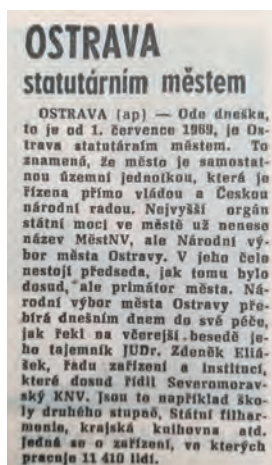 OSTRAVA
statutárním městem
OSTRAVA (ap) — Ode dneška,
to je od 1. července 1969, je Os-
trava statutárním městem. To
znamená, že město je samostat-
nou územní jednotkou, která je
řízena přímo vládou a Českou
národní radou. Nejvyšší orgán
státní moci ve městě už nenese
název MěstNV, ale Národní vý-
bor města Ostravy. V jeho čele
nestojí předseda, jak tomu bylo
dosud, ale primátor města. Ná-
rodní výbor města Ostravy pře-
bírá dnešním dnem do své péče,
jak řekl na včerejší besedě je-
ho tajemník JUDr. Zdeněk Eliá-
šek, řadu zařízení a institucí,
která dosud řídil Severomorav-
ský KNV. Jsou to například ško-
ly druhého stupně, Státní filhar-
monie, krajská knihovna atd.
Jedná se o zařízení, ve kterých
pracuje 11 410 lidí.